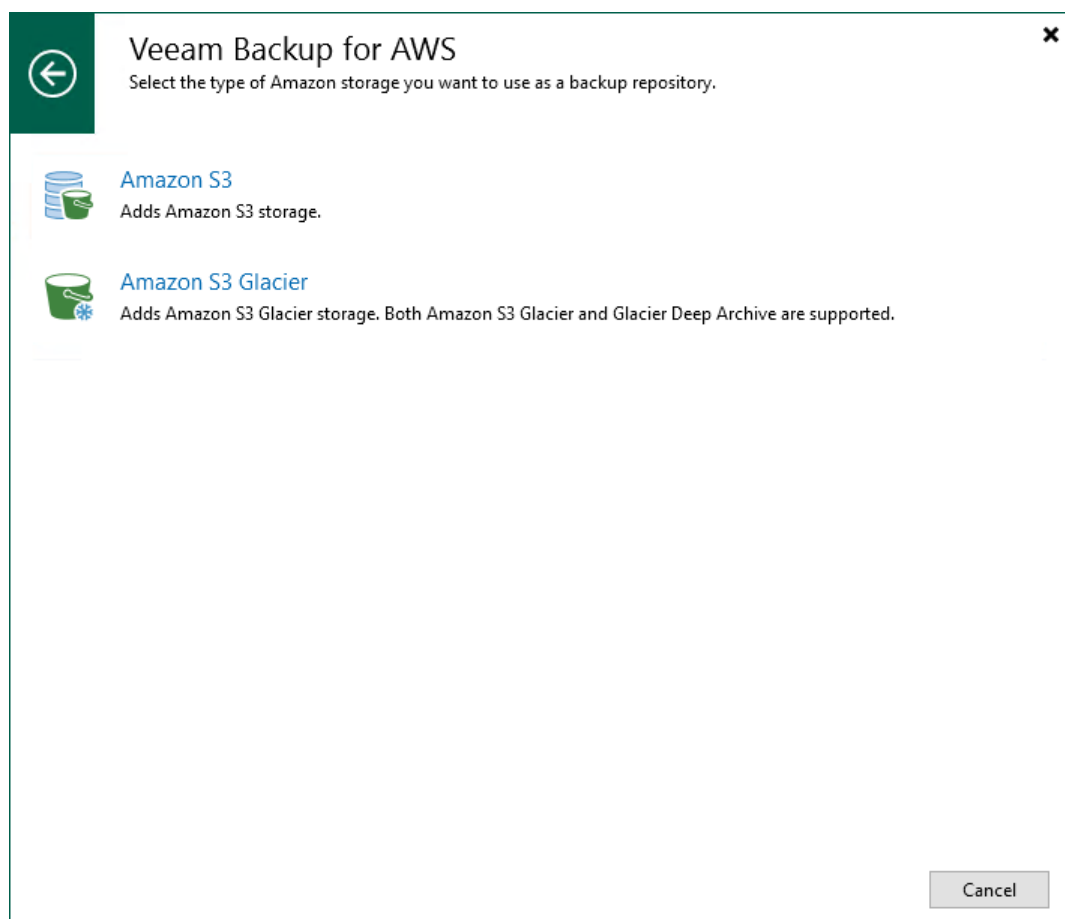 Veeam Backup for AWS
Select the type of Amazon storage you want to use as a backup repository.
Amazon S3
Adds Amazon S3 storage.
Amazon S3 Glacier
Adds Amazon S3 Glacier storage. Both Amazon S3 Glacier and Glacier Deep Archive are supported.
Cancel